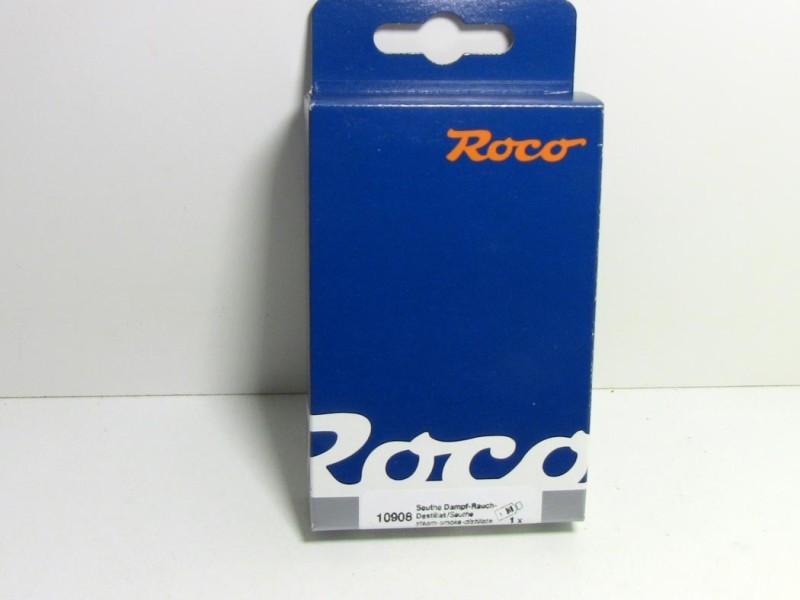 Roco
Roco
10908
Seuthe Dampf-Rauch-
Destillat/Seuthe
steam-smoke-distillate
1 x